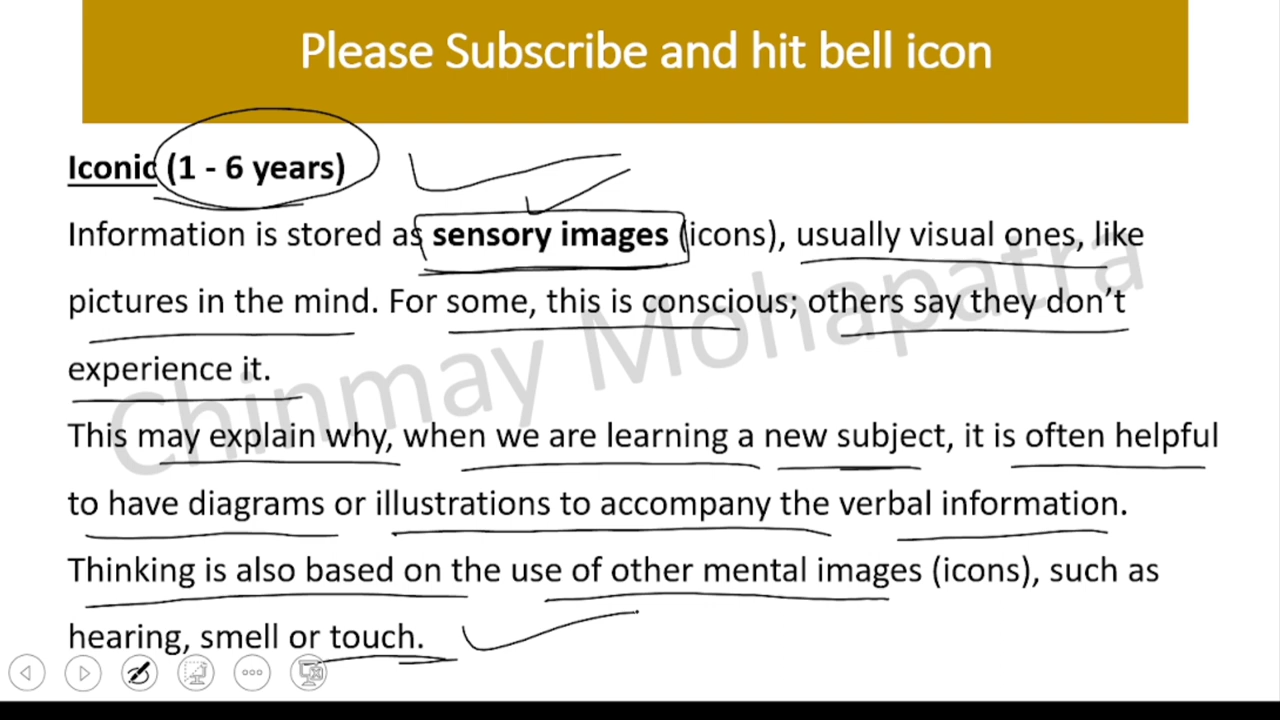 Please Subscribe and hit bell icon
Iconic (1 - 6 years)
Information is stored as sensory images (icons), usually visual ones, like
pictures in the mind. For some, this is conscious; others say they don’t
experience it.
This may explain why, when we are learning a new subject, it is often helpful
to have diagrams or illustrations to accompany the verbal information.
Thinking is also based on the use of other mental images (icons), such as
hearing, smell or touch.
Chinmay Mohapatra